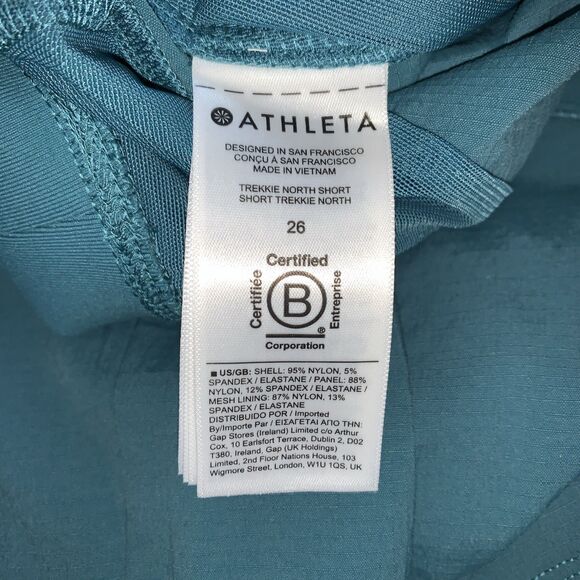 ATHLETA
DESIGNED IN SAN FRANCISCO
CONÇU À SAN FRANCISCO
MADE IN VIETNAM
TREKKIE NORTH SHORT
SHORT TREKKIE NORTH
26
Certified
Certifiée
B
Entreprise
®
Corporation
■ US/GB: SHELL: 95% NYLON, 5%
SPANDEX / ELASTANE / PANEL: 88%
NYLON, 12% SPANDEX / ELASTANE /
MESH LINING: 87% NYLON, 13%
SPANDEX / ELASTANE
DISTRIBUIDO POR / Imported
By/Importe Par / ΕΙΣΑΓΕΤΑΙ ΑΠΟ ΤΗΝ:
Gap Stores (Ireland) Limited c/o Arthur
Cox, 10 Earlsfort Terrace, Dublin 2, D02
T380, Ireland, Gap (UK Holdings)
Limited, 2nd Floor Nations House, 103
Wigmore Street, London, W1U 1QS, UK